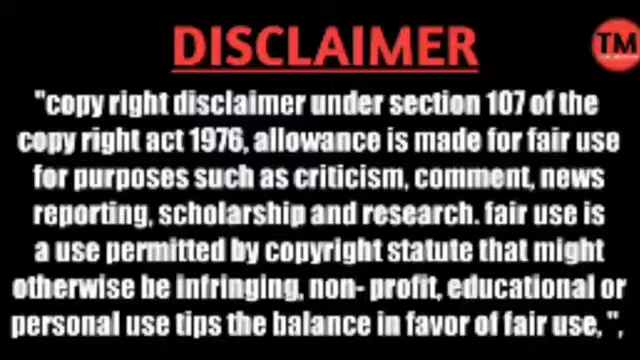 DISCLAIMER
TM
"copy right disclaimer under section 107 of the
copy right act 1976, allowance is made for fair use
for purposes such as criticism, comment, news
reporting, scholarship and research. fair use is
a use permitted by copyright statute that might
otherwise be infringing, non- profit, educational or
personal use tips the balance in favor of fair use, ",